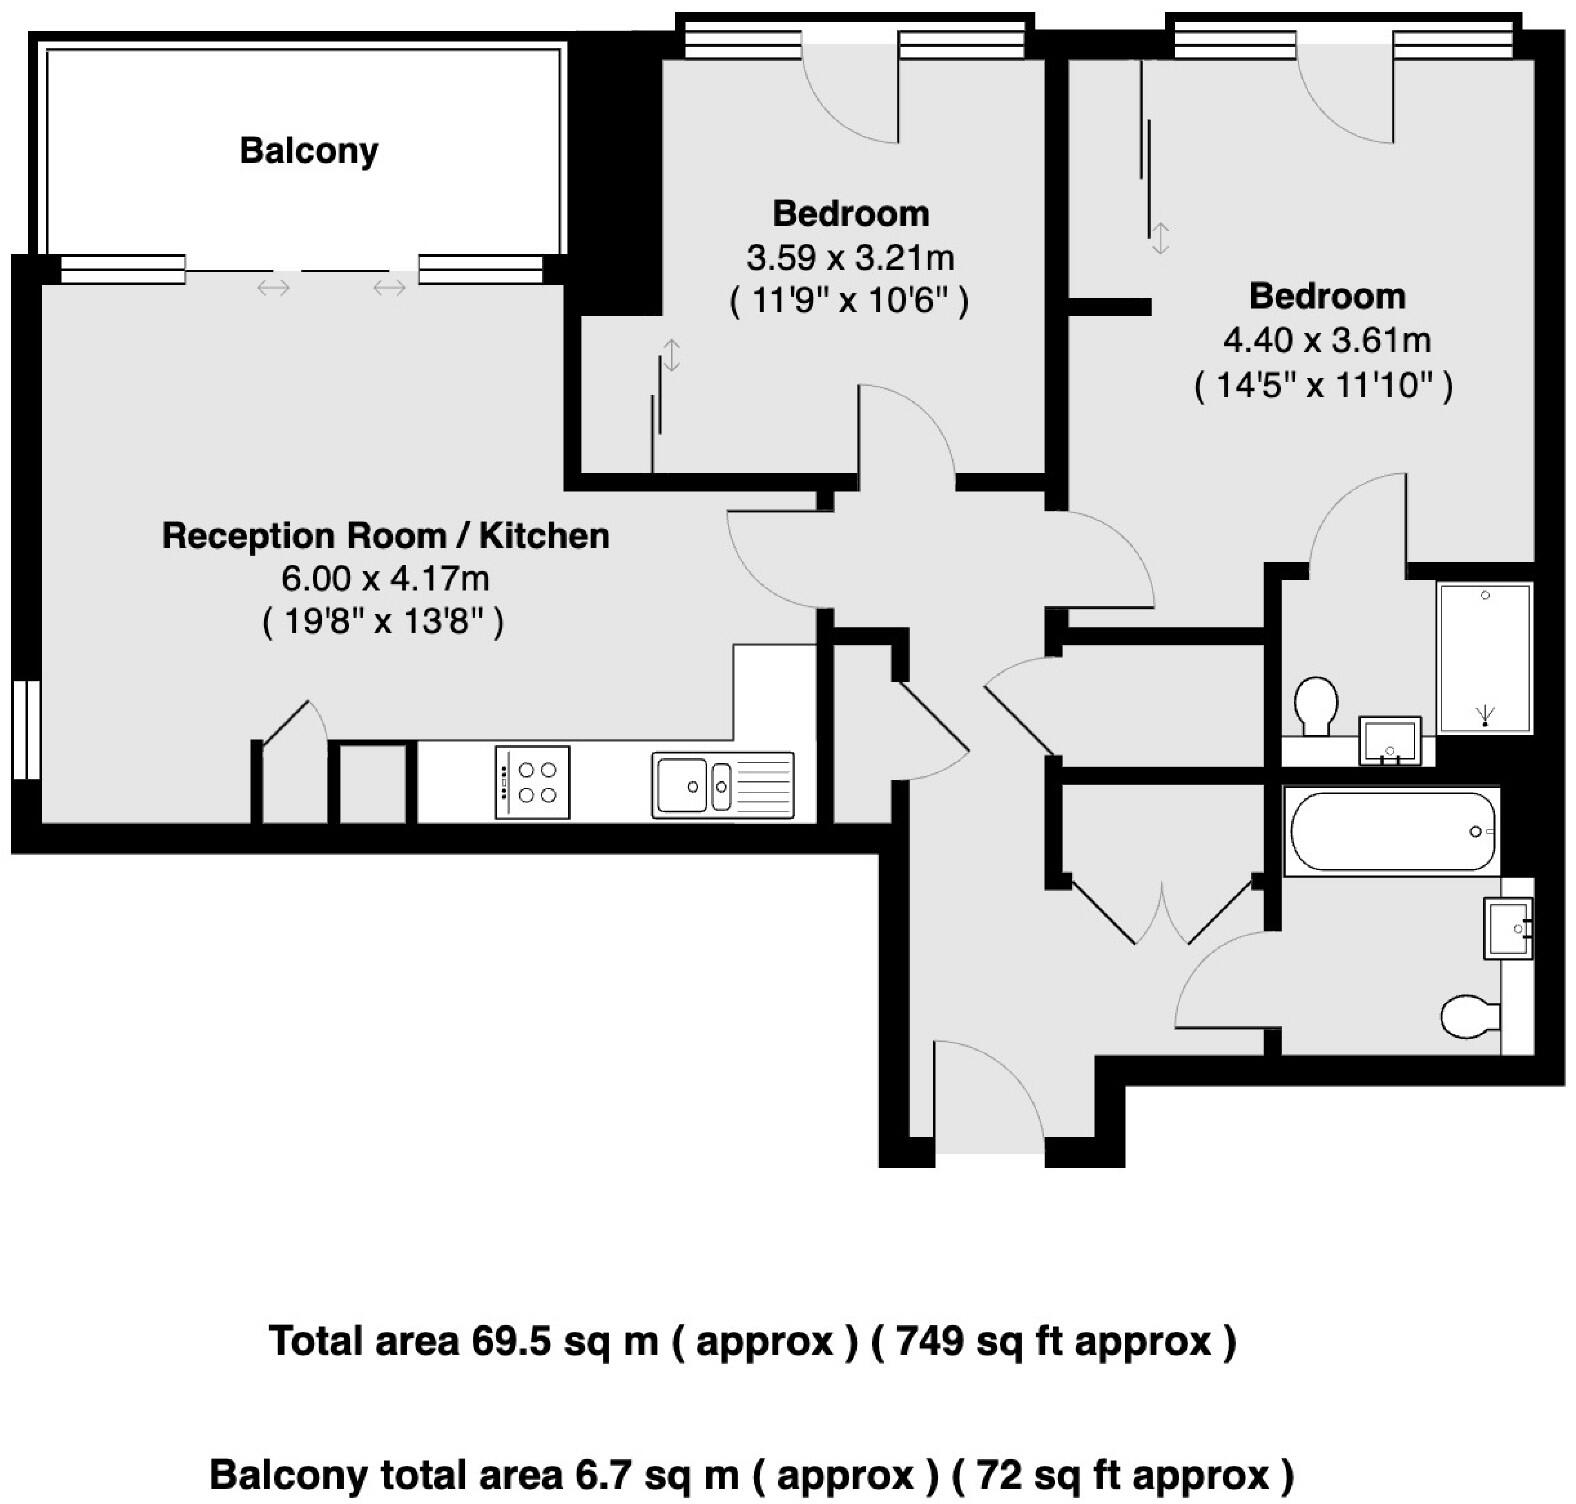 Balcony
Bedroom
3.59 x 3.21m
( 11'9" x 10'6" )
Bedroom
4.40 x 3.61m
( 14'5" x 11'10" )
Reception Room / Kitchen
6.00 x 4.17m
( 19'8" x 13'8" )
Total area 69.5 sq m ( approx ) ( 749 sq ft approx )
Balcony total area 6.7 sq m ( approx ) ( 72 sq ft approx )